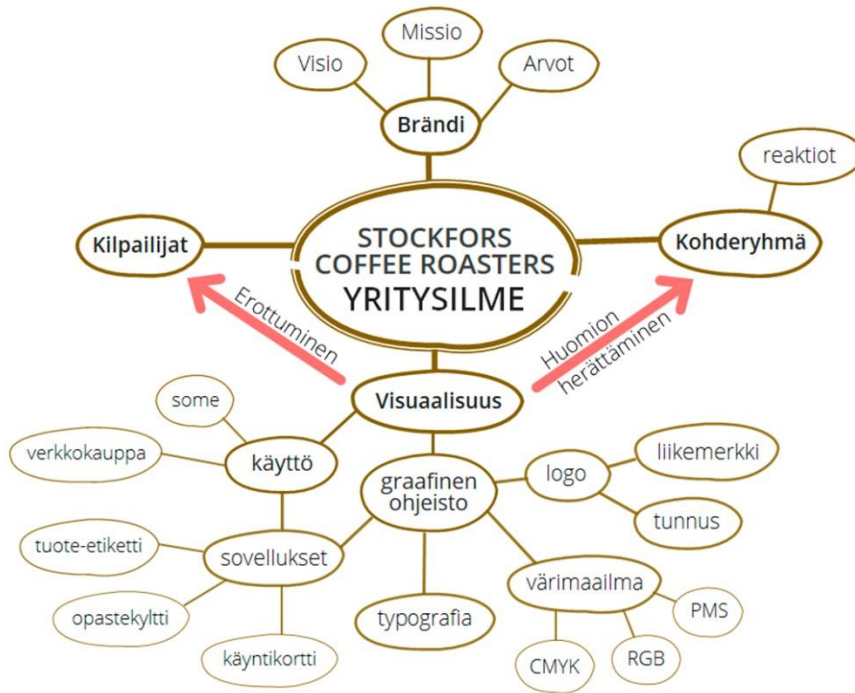 Missio
Visio
Arvot
Brändi
reaktiot
Kilpailijat
STOCKFORS
COFFEE ROASTERS
YRITYSILME
Kohderyhmä
Erottuminen
Huomion
herättäminen
Visuaalisuus
some
verkkokauppa
käyttö
graafinen
ohjeisto
logo
liikemerkki
tunnus
tuote-etiketti
sovellukset
opastekyltti
käyntikortti
typografia
värimaailma
PMS
RGB
CMYK